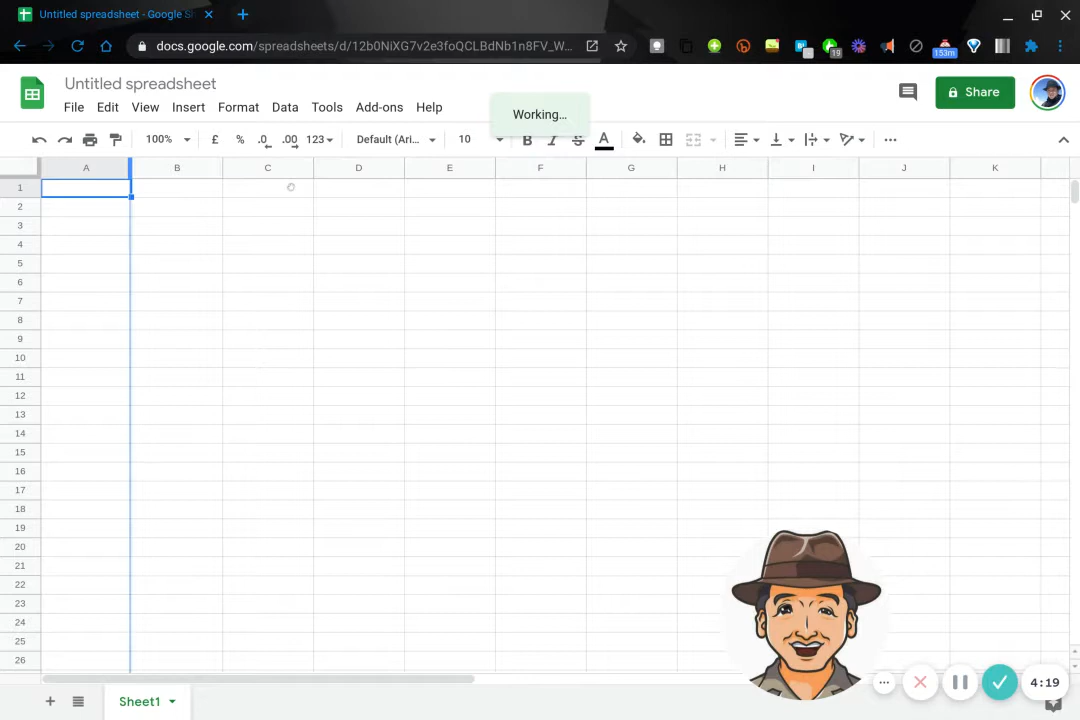 Untitled spreadsheet - Google S
docs.google.com/spreadsheets/d/12b0NiXG7v2e3foQCLBdNb1n8FV_W...
19
153m
Untitled spreadsheet
File Edit View Insert Format Data Tools Add-ons Help
Working...
Share
100% £ % .0 .00 123 Default (Ari... 10 B I S A
A B C D E F G H I J K
1
2
3
4
5
6
7
8
9
10
11
12
13
14
15
16
17
18
19
20
21
22
23
24
25
26
4:19
Sheet1